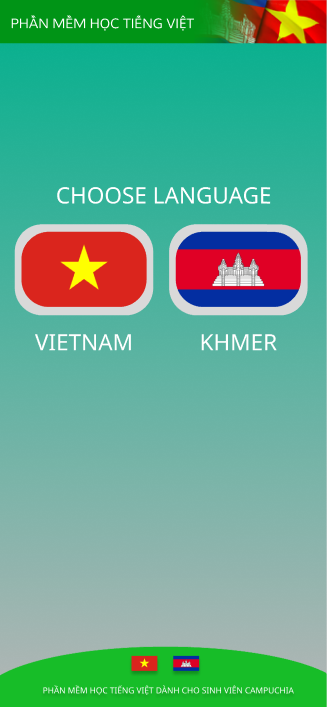 PHẦN MỀM HỌC TIẾNG VIỆT
CHOOSE LANGUAGE
VIETNAM
KHMER
PHẦN MỀM HỌC TIẾNG VIỆT DÀNH CHO SINH VIÊN CAMPUCHIA